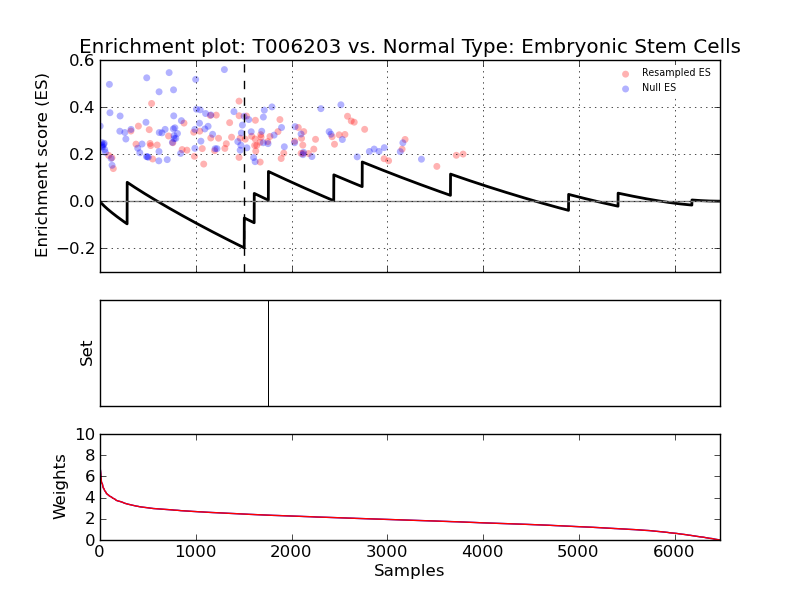 Enrichment plot: T006203 vs. Normal Type: Embryonic Stem Cells
Enrichment score (ES)
0.6
0.4
0.2
0.0
−0.2
Resampled ES
Null ES
Set
Weights
10
8
6
4
2
0
0 1000 2000 3000 4000 5000 6000
Samples